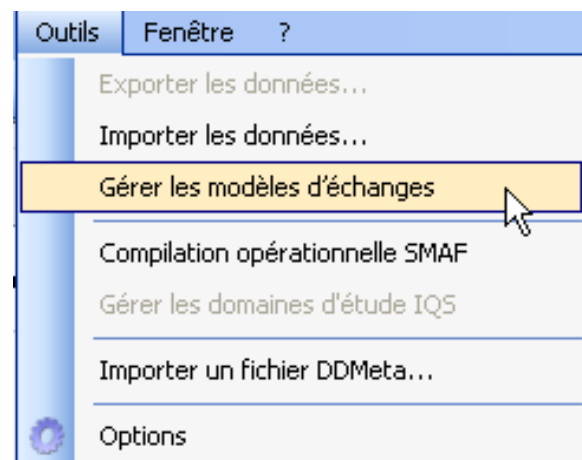 Outils Fenêtre ?
Exporter les données...
Importer les données...
Gérer les modèles d'échanges
Compilation opérationnelle SMAF
Gérer les domaines d'étude IQS
Importer un fichier DDMeta...
Options